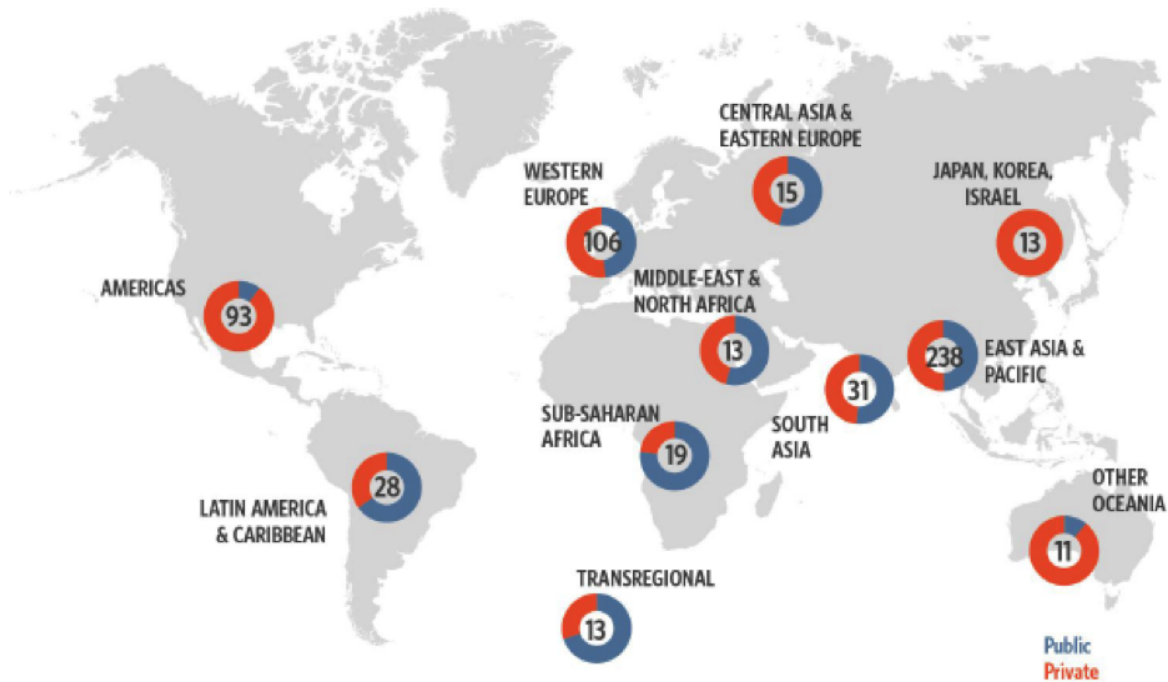 CENTRAL ASIA &
EASTERN EUROPE
15
WESTERN
EUROPE
106
JAPAN, KOREA,
ISRAEL
13
AMERICAS
93
MIDDLE-EAST &
NORTH AFRICA
13
238
EAST ASIA &
PACIFIC
31
SOUTH
ASIA
SUB-SAHARAN
AFRICA
19
28
LATIN AMERICA
& CARIBBEAN
OTHER
OCEANIA
11
TRANSREGIONAL
13
Public
Private